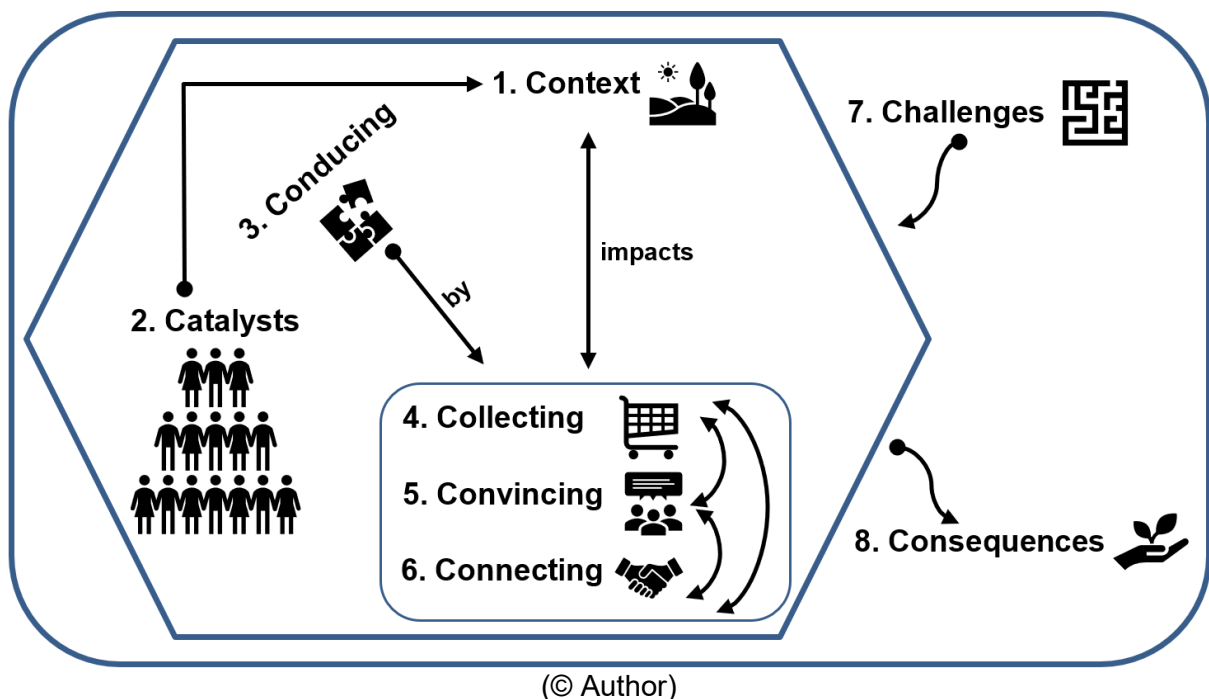 1. Context
2. Catalysts
3. Conducing
by
impacts
4. Collecting
5. Convincing
6. Connecting
7. Challenges
8. Consequences
(© Author)